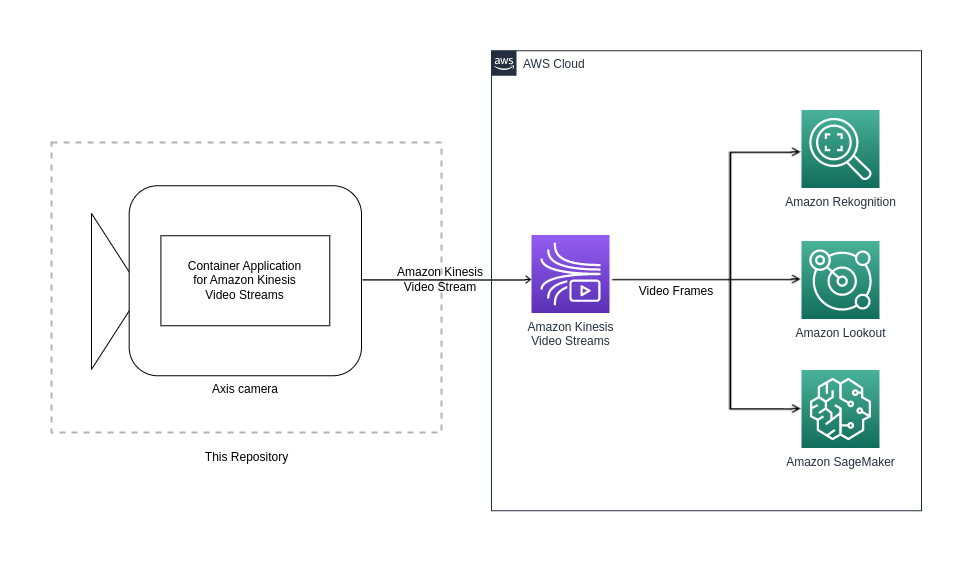 aws
AWS Cloud
Container Application
for Amazon Kinesis
Video Streams
Axis camera
This Repository
Amazon Kinesis
Video Stream
Amazon Kinesis
Video Streams
Video Frames
Amazon Rekognition
Amazon Lookout
Amazon SageMaker